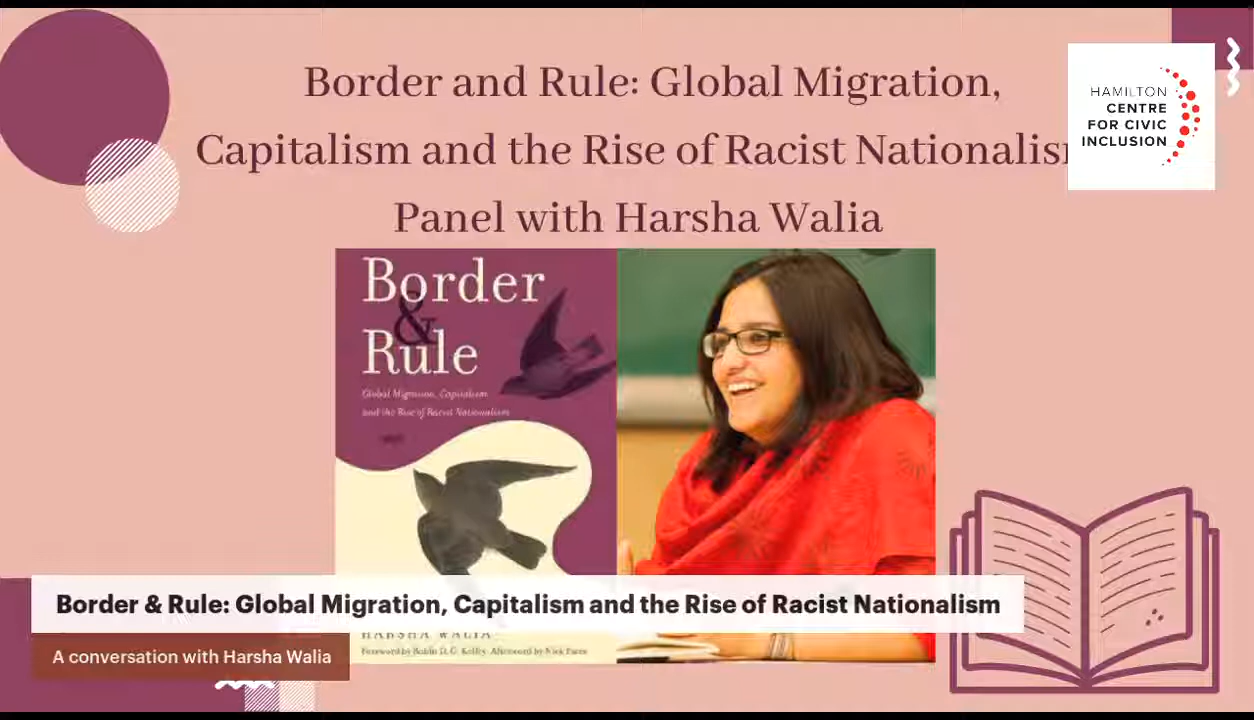 Border and Rule: Global Migration,
Capitalism and the Rise of Racist Nationalis
Panel with Harsha Walia
HAMILTON
CENTRE
FOR CIVIC
INCLUSION
Border
&
Rule
Global Migration, Capitalism
and the Rise of Racist Nationalism
Border & Rule: Global Migration, Capitalism and the Rise of Racist Nationalism
HARSHA WALIA
A conversation with Harsha Walia
Foreword by Robin D. G. Kelley Afterword by Nick Estes